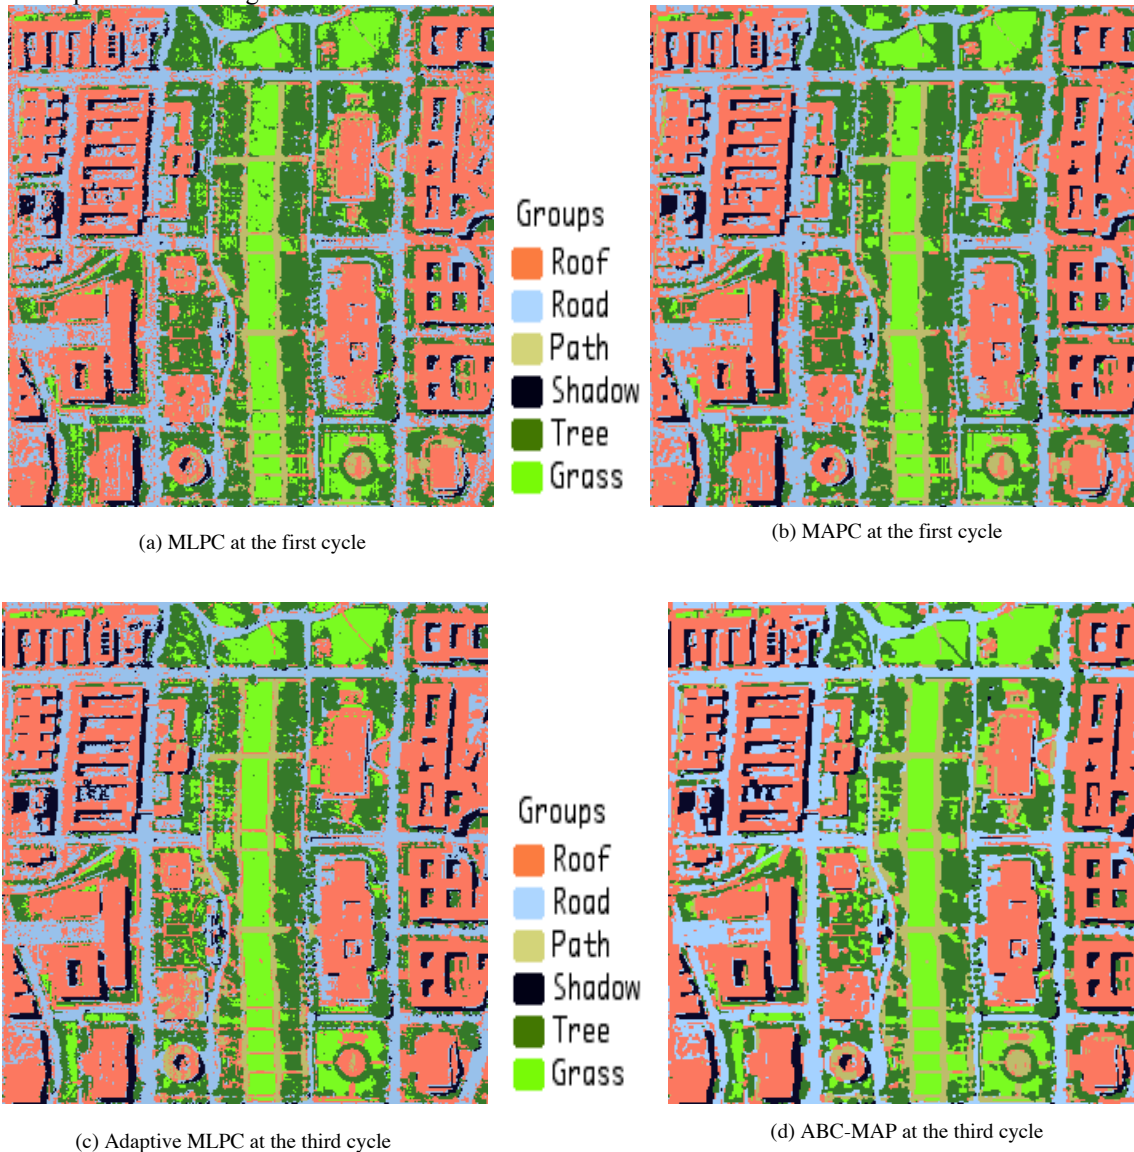 Groups
Roof
Road
Path
Shadow
Tree
Grass
(a) MLPC at the first cycle
(b) MAPC at the first cycle
Groups
Roof
Road
Path
Shadow
Tree
Grass
(c) Adaptive MLPC at the third cycle
(d) ABC-MAP at the third cycle